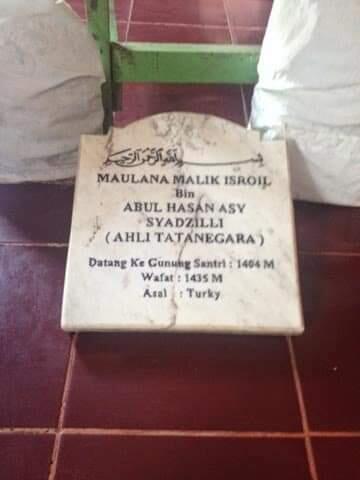 بسم الله الرحمن الرحيم
MAULANA MALIK ISROIL
Bin
ABUL HASAN ASY
SYADZILLI
( AHLI TATANEGARA )
Datang Ke Gunung Santri : 1404 M
Wafat : 1435 M
Asal : Turky